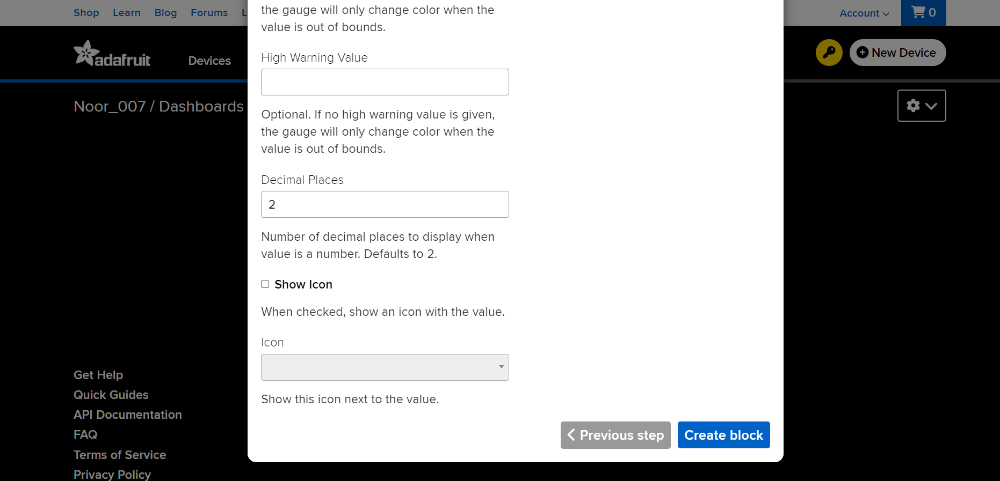 Shop Learn Blog Forums L
Account
0
adafruit
Devices
New Device
Noor_007 / Dashboards
the gauge will only change color when the
value is out of bounds.
High Warning Value
Optional. If no high warning value is given,
the gauge will only change color when the
value is out of bounds.
Decimal Places
2
Number of decimal places to display when
value is a number. Defaults to 2.
Show Icon
When checked, show an icon with the value.
Icon
Show this icon next to the value.
Previous step
Create block
Get Help
Quick Guides
API Documentation
FAQ
Terms of Service
Privacy Policy